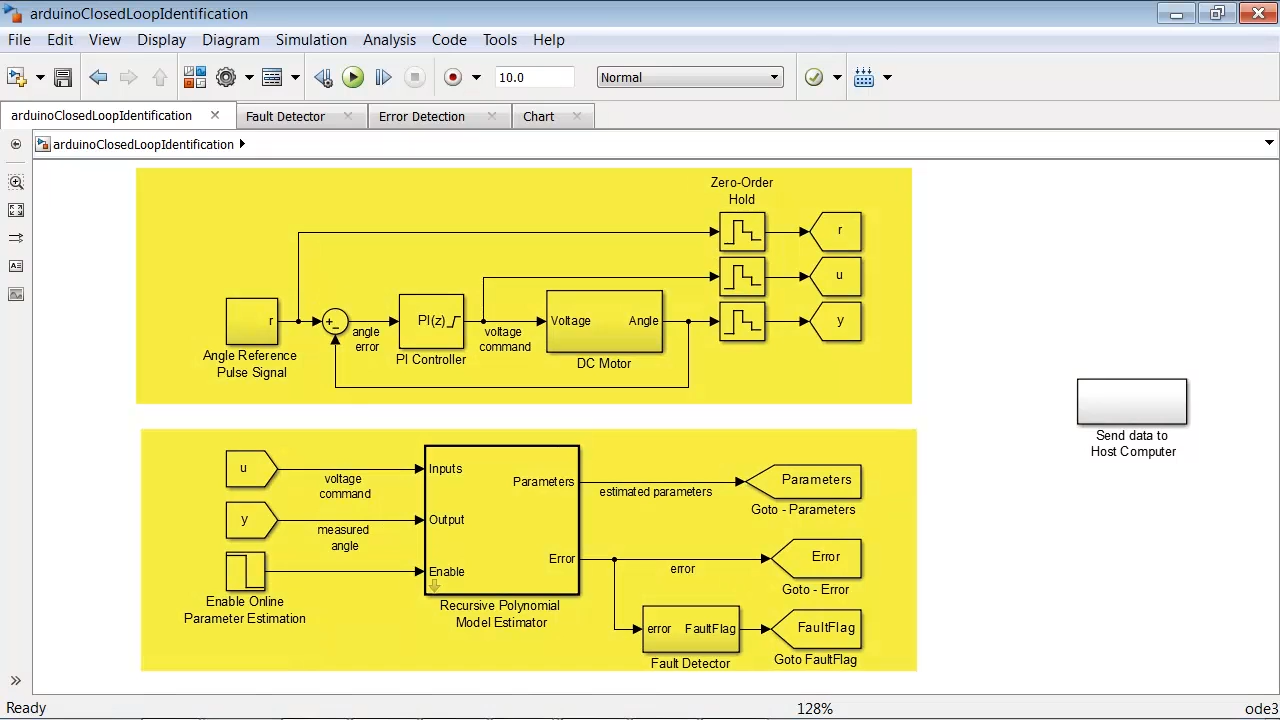 arduinoClosedLoopIdentification
File Edit View Display Diagram Simulation Analysis Code Tools Help
10.0 Normal
arduinoClosedLoopIdentification Fault Detector Error Detection Chart
arduinoClosedLoopIdentification
Zero-Order
Hold
r
u
r
angle
error
PI(z)
voltage
command
Voltage Angle
y
Angle Reference
Pulse Signal
PI Controller
DC Motor
Send data to
Host Computer
u
voltage
command
Inputs
Parameters
estimated parameters
Parameters
Goto - Parameters
y
measured
angle
Output
Error
error
Error
Goto - Error
Enable
Enable Online
Parameter Estimation
Recursive Polynomial
Model Estimator
error FaultFlag
Fault Detector
FaultFlag
Goto FaultFlag
Ready 128% ode3